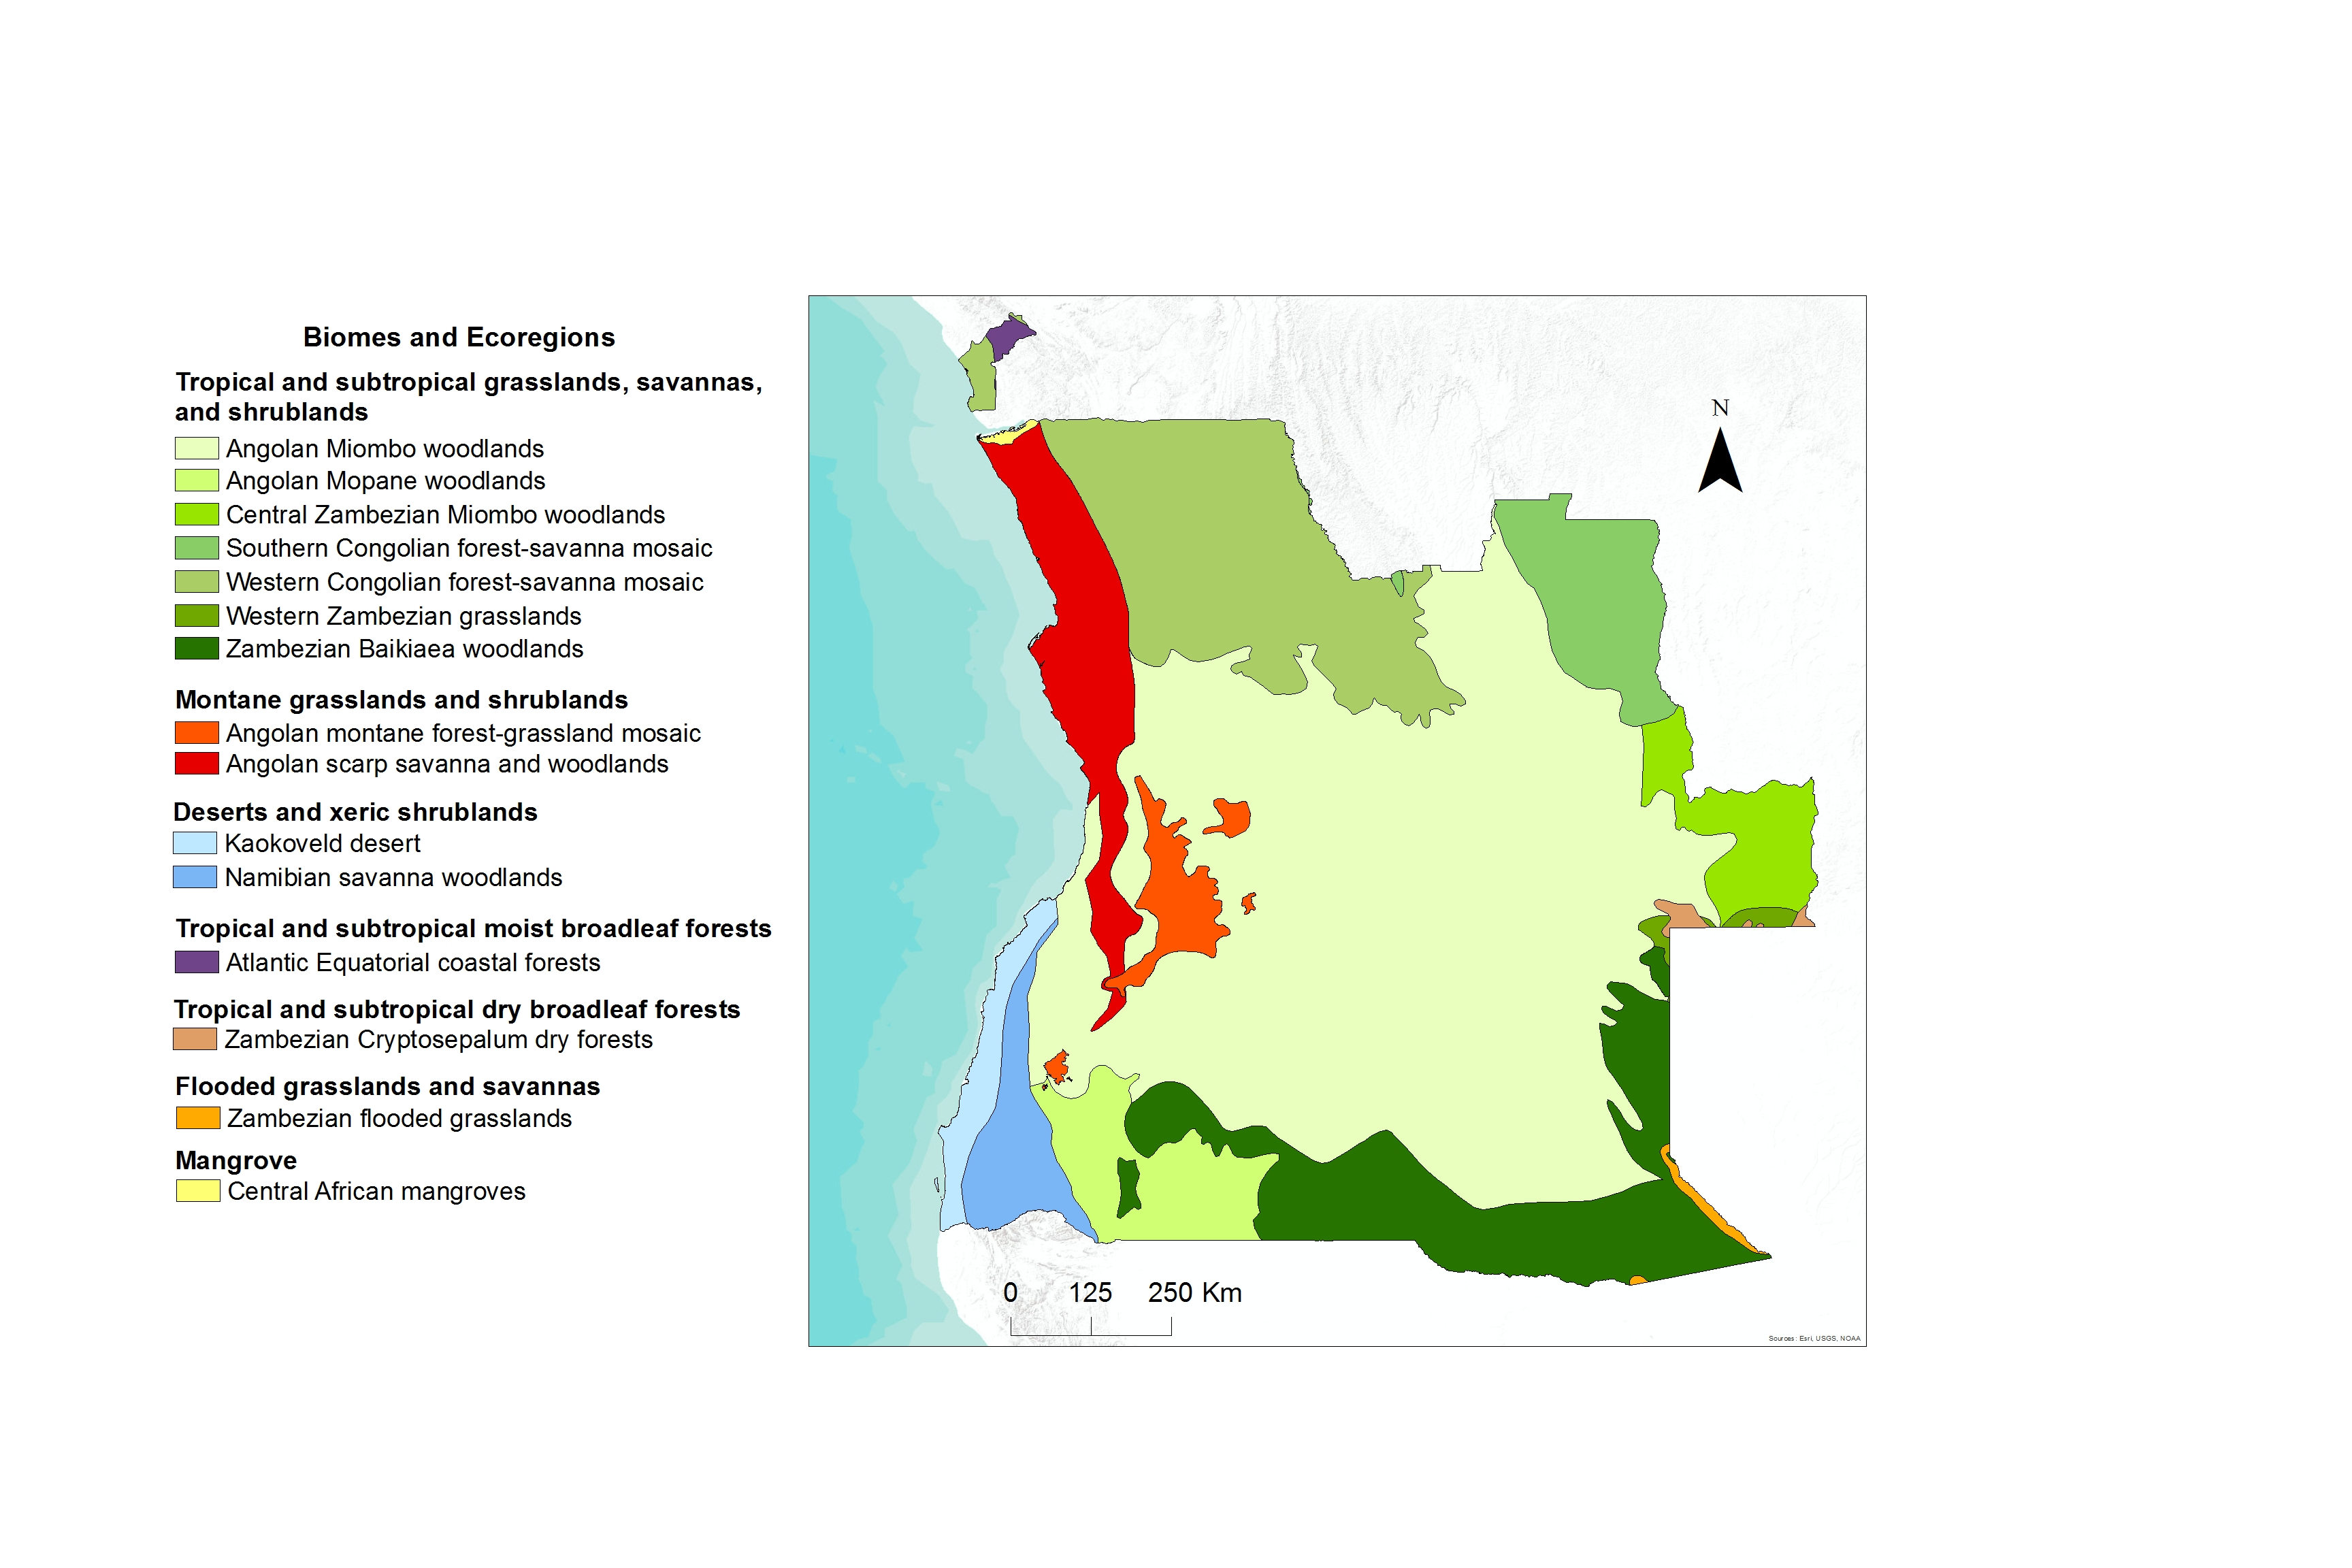 Biomes and Ecoregions
Tropical and subtropical grasslands, savannas,
and shrublands
Angolan Miombo woodlands
Angolan Mopane woodlands
Central Zambezian Miombo woodlands
Southern Congolian forest-savanna mosaic
Western Congolian forest-savanna mosaic
Western Zambezian grasslands
Zambezian Baikiaea woodlands
Montane grasslands and shrublands
Angolan montane forest-grassland mosaic
Angolan scarp savanna and woodlands
Deserts and xeric shrublands
Kaokoveld desert
Namibian savanna woodlands
Tropical and subtropical moist broadleaf forests
Atlantic Equatorial coastal forests
Tropical and subtropical dry broadleaf forests
Zambezian Cryptosepalum dry forests
Flooded grasslands and savannas
Zambezian flooded grasslands
Mangrove
Central African mangroves
N
0 125 250 Km
Sources: Esri, USGS, NOAA